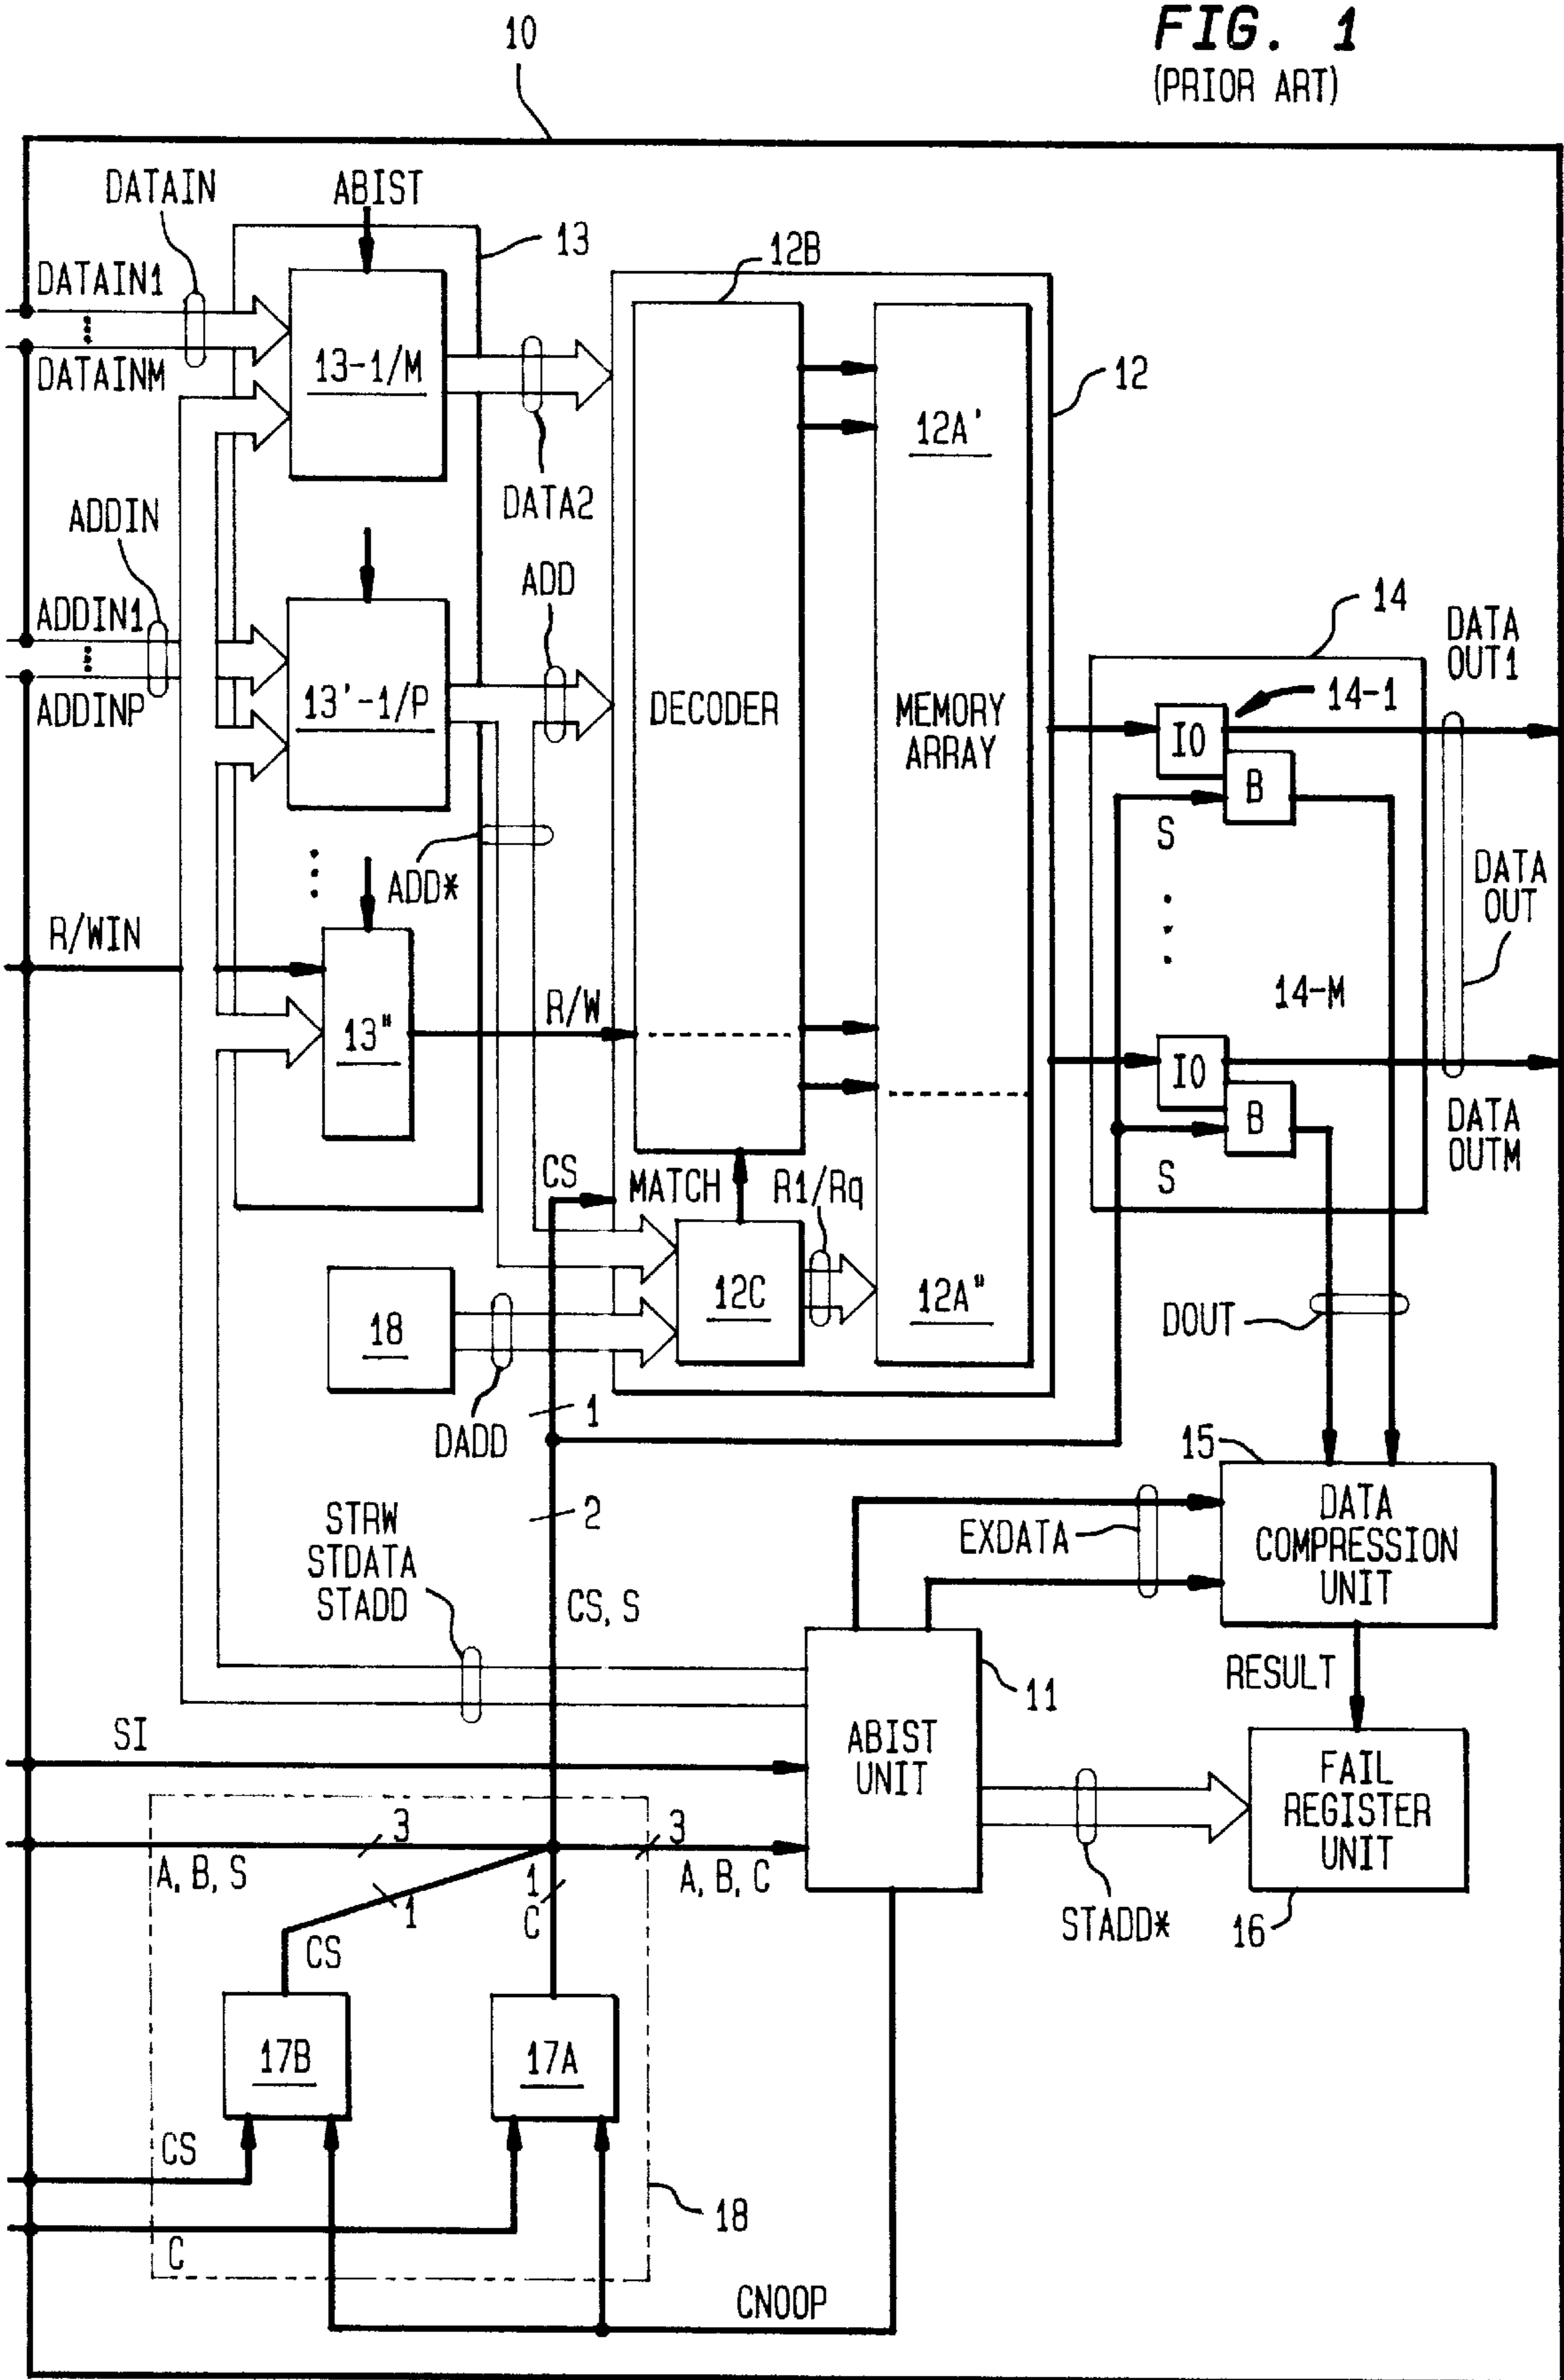 FIG. 1
(PRIOR ART)
10
DATAIN
ABIST
13
12B
DATAIN1
DATAINM
13-1/M
12
12A'
DATA2
ADDIN
ADD
ADDIN1
ADDINP
13'-1/P
DECODER
MEMORY
ARRAY
14
DATA
OUT1
14-1
IO
B
S
ADD*
DATA
OUT
R/WIN
R/W
14-M
13"
IO
B
DATA
OUTM
S
CS
MATCH
R1/Rq
18
12C
12A"
DOUT
DADD
1
15
2
STRW
STDATA
STADD
EXDATA
DATA
COMPRESSION
UNIT
CS, S
11
RESULT
SI
ABIST
UNIT
FAIL
REGISTER
UNIT
3
3
A, B, S
1
1
C
A, B, C
STADD*
16
CS
17B
17A
CS
18
C
CNOOP